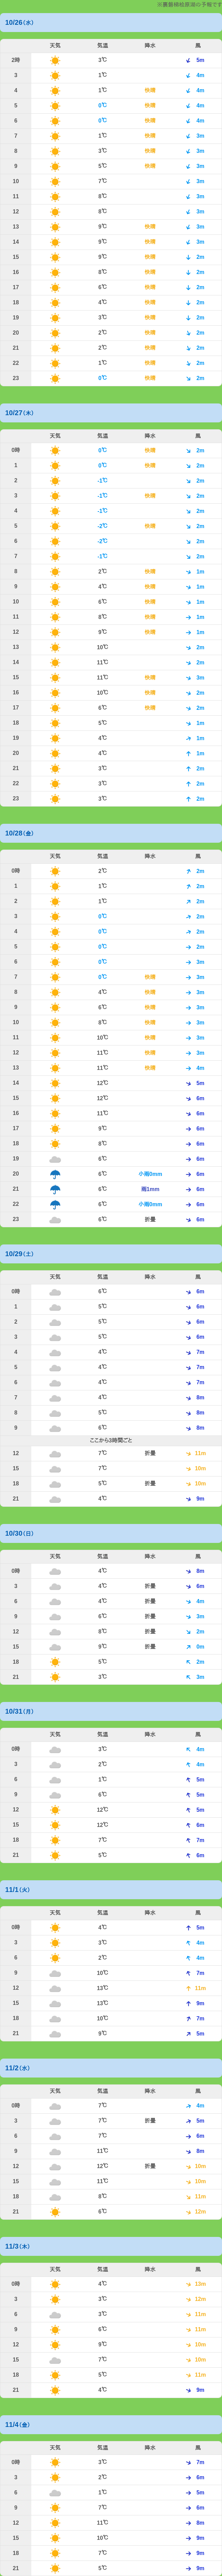 ※裏磐梯桧原湖の予報です
10/26(水)
天気 気温 降水 風
2時 3℃ 5m
3 1℃ 4m
4 1℃ 快晴 4m
5 0℃ 快晴 4m
6 0℃ 快晴 4m
7 1℃ 快晴 3m
8 3℃ 快晴 3m
9 5℃ 快晴 3m
10 7℃ 3m
11 8℃ 3m
12 8℃ 3m
13 9℃ 快晴 3m
14 9℃ 快晴 3m
15 9℃ 快晴 2m
16 8℃ 快晴 2m
17 6℃ 快晴 2m
18 4℃ 快晴 2m
19 3℃ 快晴 2m
20 2℃ 快晴 2m
21 2℃ 快晴 2m
22 1℃ 快晴 2m
23 0℃ 快晴 2m
10/27(木)
天気 気温 降水 風
0時 0℃ 快晴 2m
1 0℃ 快晴 2m
2 -1℃ 2m
3 -1℃ 快晴 2m
4 -1℃ 2m
5 -2℃ 快晴 2m
6 -2℃ 2m
7 -1℃ 2m
8 2℃ 快晴 1m
9 4℃ 快晴 1m
10 6℃ 快晴 1m
11 8℃ 快晴 1m
12 9℃ 快晴 1m
13 10℃ 2m
14 11℃ 2m
15 11℃ 快晴 3m
16 10℃ 快晴 2m
17 6℃ 快晴 2m
18 5℃ 1m
19 4℃ 1m
20 4℃ 1m
21 3℃ 2m
22 3℃ 2m
23 3℃ 2m
10/28(金)
天気 気温 降水 風
0時 2℃ 2m
1 1℃ 2m
2 1℃ 2m
3 0℃ 2m
4 0℃ 2m
5 0℃ 2m
6 0℃ 3m
7 0℃ 快晴 3m
8 4℃ 快晴 3m
9 6℃ 快晴 3m
10 8℃ 快晴 3m
11 10℃ 快晴 3m
12 11℃ 快晴 3m
13 11℃ 快晴 4m
14 12℃ 5m
15 12℃ 6m
16 11℃ 6m
17 9℃ 6m
18 8℃ 6m
19 6℃ 6m
20 6℃ 小雨0mm 6m
21 6℃ 雨1mm 6m
22 6℃ 小雨0mm 6m
23 6℃ 折曇 6m
10/29(土)
天気 気温 降水 風
0時 6℃ 6m
1 5℃ 6m
2 5℃ 6m
3 5℃ 6m
4 4℃ 7m
5 4℃ 7m
6 4℃ 7m
7 4℃ 8m
8 5℃ 8m
9 6℃ 8m
ここから3時間ごと
12 7℃ 折曇 11m
15 7℃ 10m
18 5℃ 折曇 10m
21 4℃ 9m
10/30(日)
天気 気温 降水 風
0時 4℃ 8m
3 4℃ 折曇 6m
6 4℃ 折曇 4m
9 6℃ 折曇 3m
12 8℃ 折曇 2m
15 9℃ 折曇 0m
18 5℃ 2m
21 3℃ 3m
10/31(月)
天気 気温 降水 風
0時 3℃ 4m
3 2℃ 4m
6 1℃ 5m
9 6℃ 5m
12 12℃ 5m
15 12℃ 6m
18 7℃ 7m
21 5℃ 6m
11/1(火)
天気 気温 降水 風
0時 4℃ 5m
3 3℃ 4m
6 2℃ 4m
9 10℃ 7m
12 13℃ 11m
15 13℃ 9m
18 10℃ 7m
21 9℃ 5m
11/2(水)
天気 気温 降水 風
0時 7℃ 4m
3 7℃ 折曇 5m
6 7℃ 6m
9 11℃ 8m
12 12℃ 折曇 10m
15 11℃ 10m
18 8℃ 11m
21 6℃ 12m
11/3(木)
天気 気温 降水 風
0時 4℃ 13m
3 3℃ 12m
6 3℃ 11m
9 6℃ 11m
12 9℃ 10m
15 7℃ 10m
18 5℃ 11m
21 4℃ 9m
11/4(金)
天気 気温 降水 風
0時 3℃ 7m
3 2℃ 6m
6 1℃ 5m
9 7℃ 6m
12 11℃ 8m
15 10℃ 9m
18 7℃ 9m
21 5℃ 9m